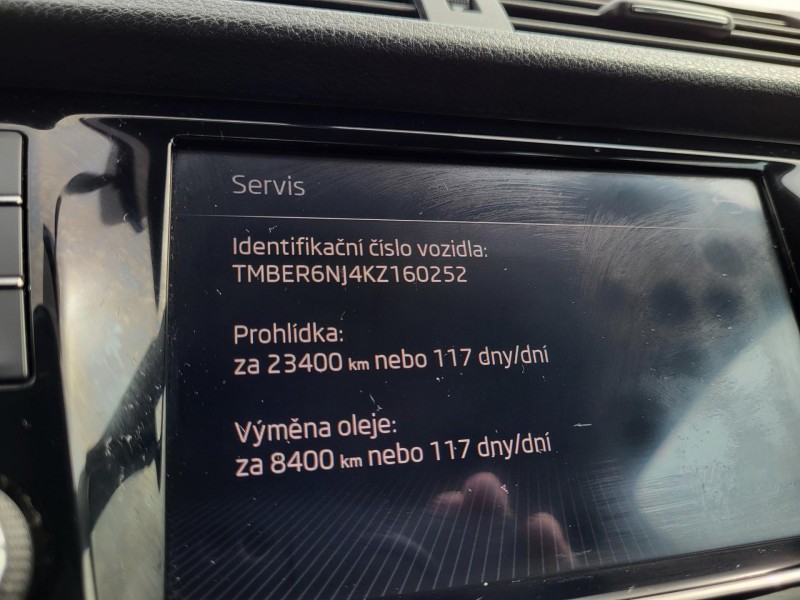 Servis
Identifikační číslo vozidla:
TMBER6NJ4KZ160252
Prohlídka:
za 23400 km nebo 117 dny/dní
Výměna oleje:
za 8400 km nebo 117 dny/dní